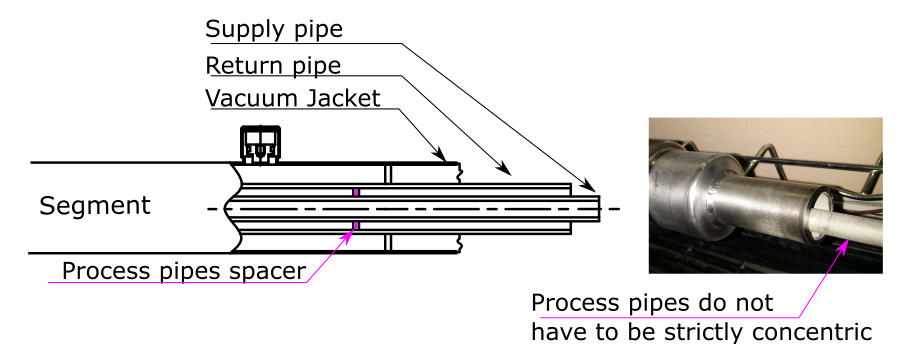 Supply pipe
Return pipe
Vacuum Jacket
Segment
Process pipes spacer
Process pipes do not
have to be strictly concentric